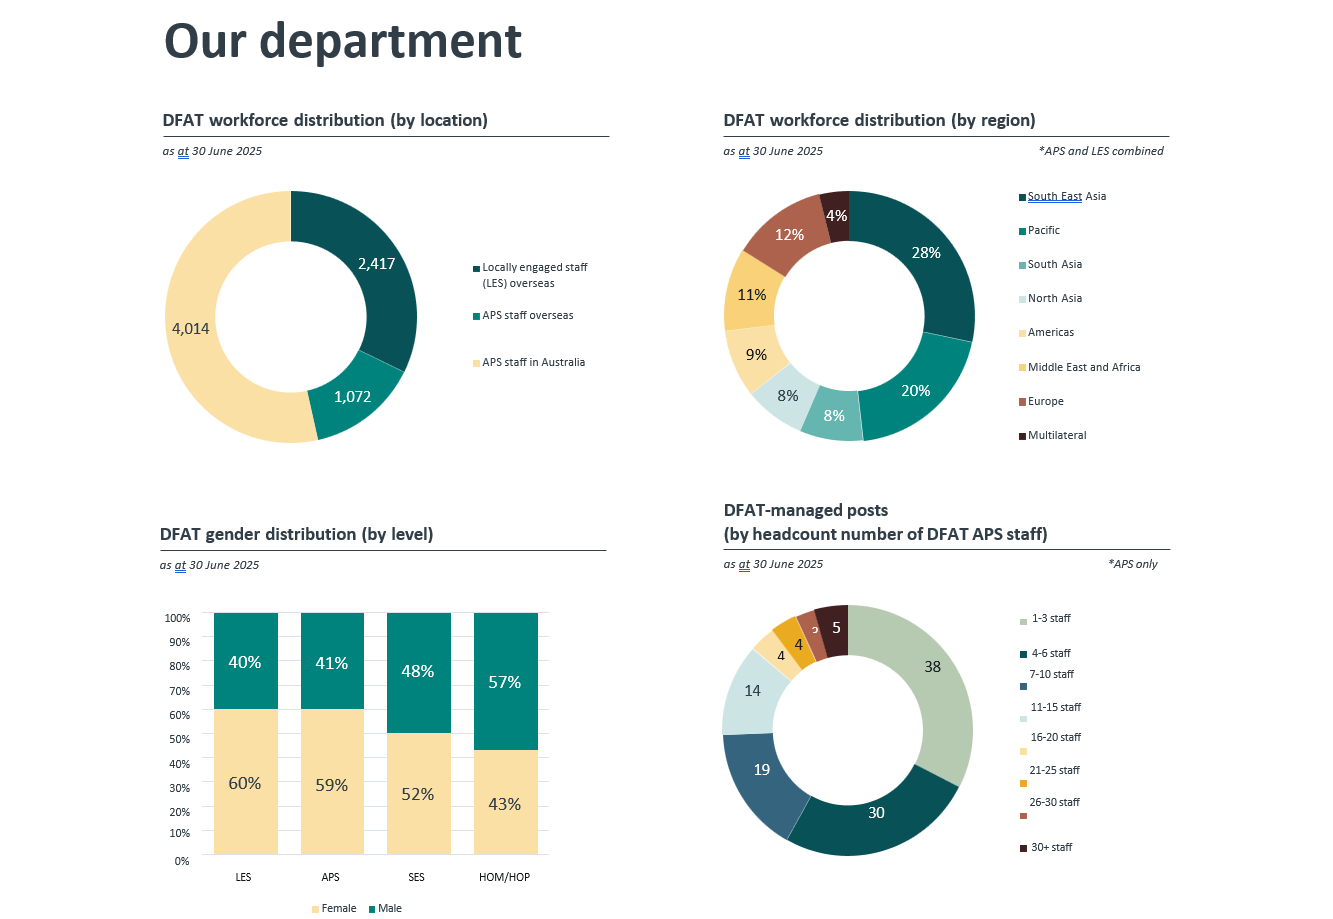 Our department
DFAT workforce distribution (by location)
as at 30 June 2025
2,417
4,014
1,072
Locally engaged staff
(LES) overseas
APS staff overseas
APS staff in Australia
DFAT workforce distribution (by region)
as at 30 June 2025
*APS and LES combined
4%
12%
28%
11%
9%
8%
8%
20%
South East Asia
Pacific
South Asia
North Asia
Americas
Middle East and Africa
Europe
Multilateral
DFAT gender distribution (by level)
as at 30 June 2025
100%
90%
80%
70%
60%
50%
40%
30%
20%
10%
0%
40%
41%
48%
57%
60%
59%
52%
43%
LES
APS
SES
HOM/HOP
Female
Male
DFAT-managed posts
(by headcount number of DFAT APS staff)
as at 30 June 2025
*APS only
5
4
4
38
14
19
30
1-3 staff
4-6 staff
7-10 staff
11-15 staff
16-20 staff
21-25 staff
26-30 staff
30+ staff